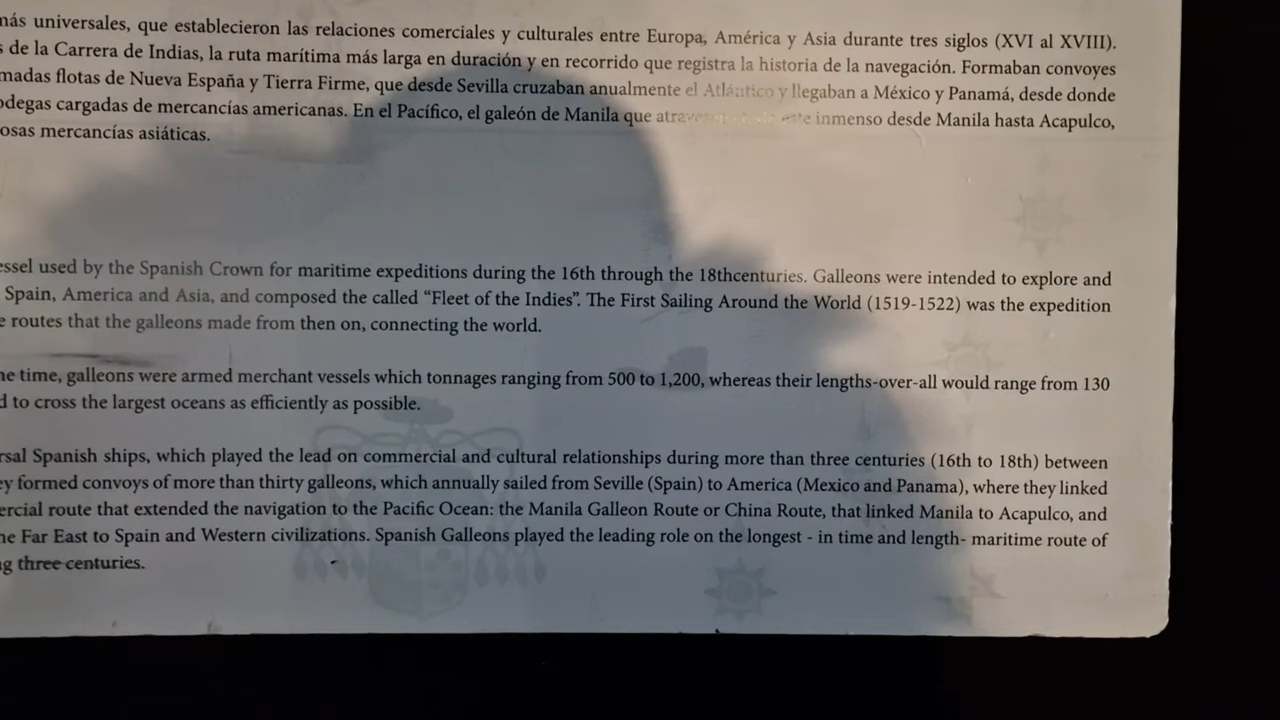 más universales, que establecieron las relaciones comerciales y culturales entre Europa, América y Asia durante tres siglos (XVI al XVIII).
s de la Carrera de Indias, la ruta marítima más larga en duración y en recorrido que registra la historia de la navegación. Formaban convoyes
madas flotas de Nueva España y Tierra Firme, que desde Sevilla cruzaban anualmente el Atlántico y llegaban a México y Panamá, desde donde
odegas cargadas de mercancías americanas. En el Pacífico, el galeón de Manila que este inmenso desde Manila hasta Acapulco,
osas mercancías asiáticas.
essel used by the Spanish Crown for maritime expeditions during the 16th through the 18thcenturies. Galleons were intended to explore and
Spain, America and Asia, and composed the called “Fleet of the Indies”. The First Sailing Around the World (1519-1522) was the expedition
e routes that the galleons made from then on, connecting the world.
he time, galleons were armed merchant vessels which tonnages ranging from 500 to 1,200, whereas their lengths-over-all would range from 130
d to cross the largest oceans as efficiently as possible.
rsal Spanish ships, which played the lead on commercial and cultural relationships during more than three centuries (16th to 18th) between
ey formed convoys of more than thirty galleons, which annually sailed from Seville (Spain) to America (Mexico and Panama), where they linked
ercial route that extended the navigation to the Pacific Ocean: the Manila Galleon Route or China Route, that linked Manila to Acapulco, and
he Far East to Spain and Western civilizations. Spanish Galleons played the leading role on the longest - in time and length- maritime route of
ng three centuries.